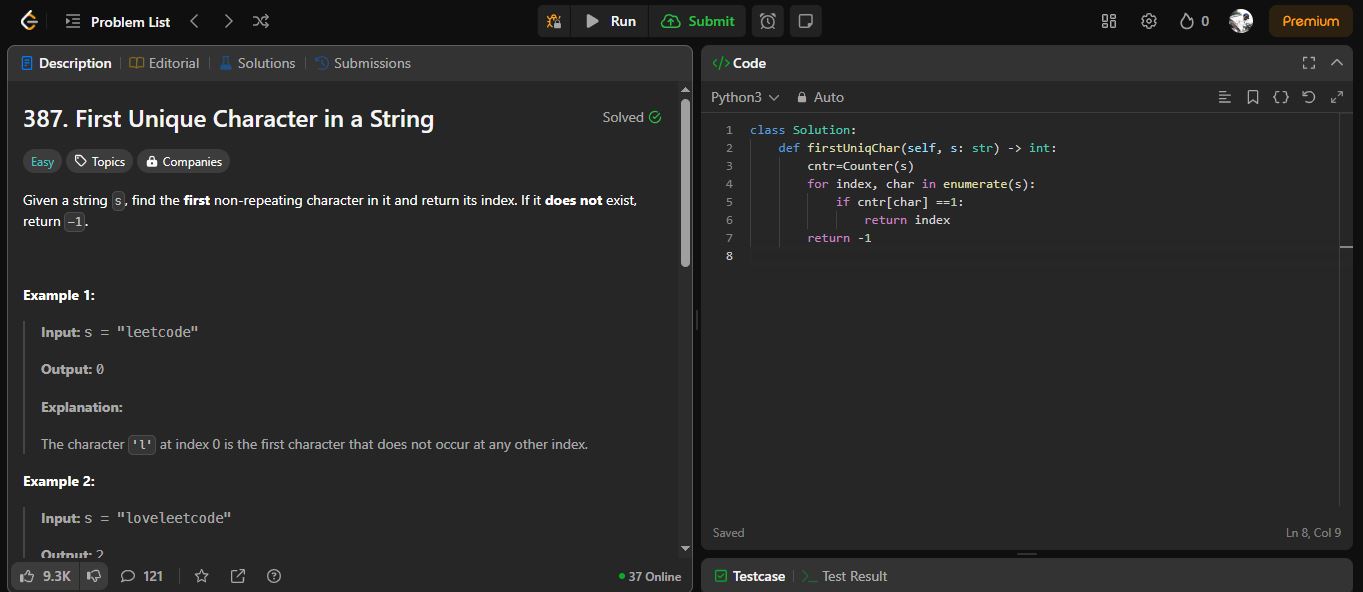 Problem List
Run
Submit
0
Premium
Description
Editorial
Solutions
Submissions
387. First Unique Character in a String
Solved
Easy
Topics
Companies
Given a string s, find the first non-repeating character in it and return its index. If it does not exist,
return -1.
Example 1:
Input: s = "leetcode"
Output: 0
Explanation:
The character 'l' at index 0 is the first character that does not occur at any other index.
Example 2:
Input: s = "loveleetcode"
Output: 2
9.3K
121
37 Online
</> Code
Python3
Auto
1 class Solution:
2     def firstUniqChar(self, s: str) -> int:
3         cntr=Counter(s)
4         for index, char in enumerate(s):
5             if cntr[char] ==1:
6                 return index
7         return -1
8
Saved
Ln 8, Col 9
Testcase
>_ Test Result